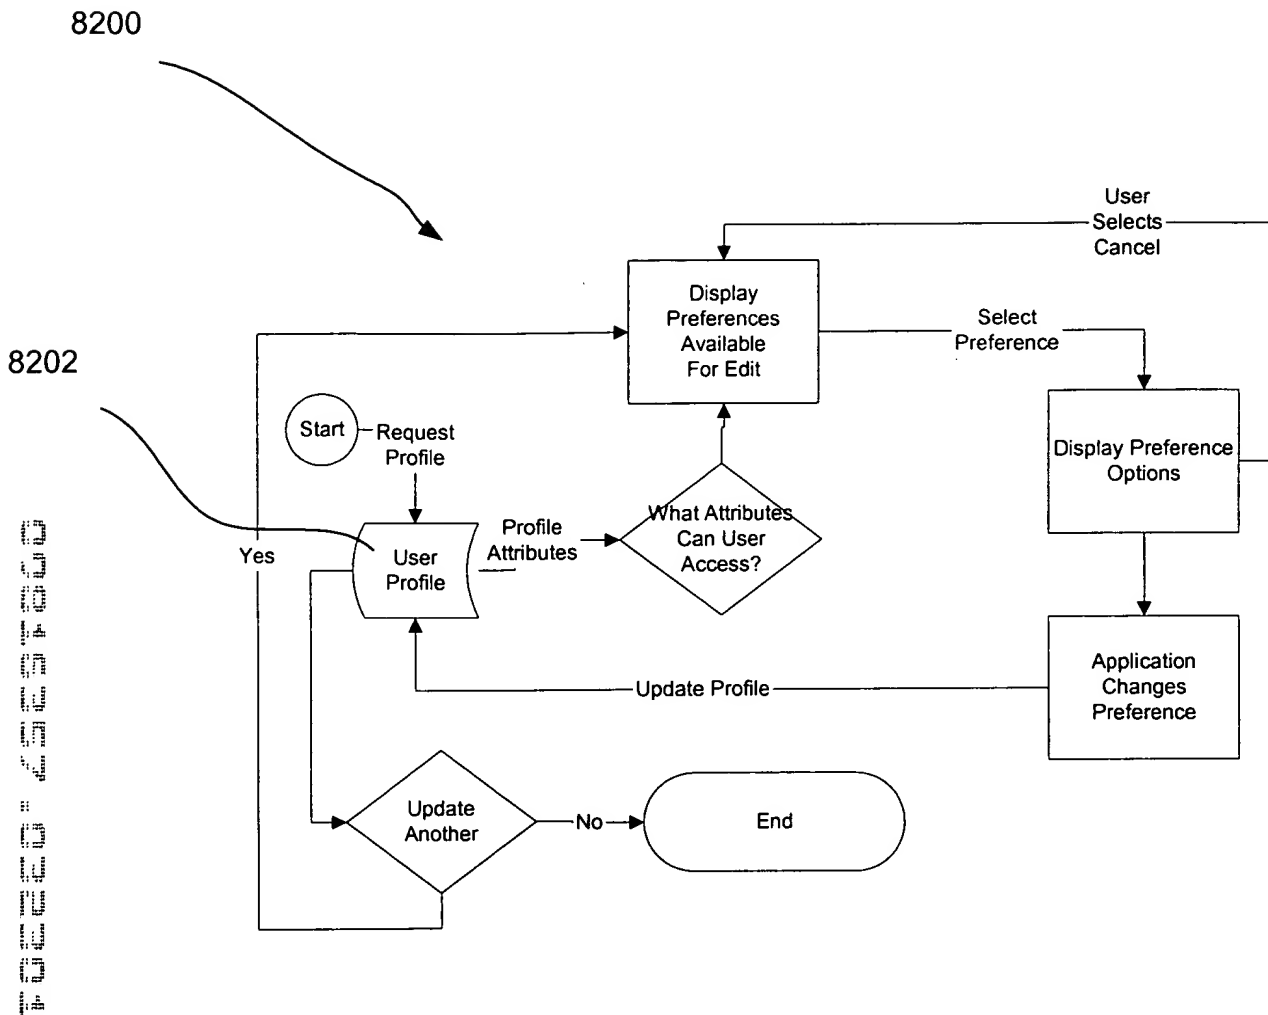 8200
User
Selects
Cancel
Display
Preferences
Available
For Edit
Select
Preference
8202
Start
Request
Profile
Display Preference
Options
What Attributes
Can User
Access?
Profile
Attributes
Yes
User
Profile
Application
Changes
Preference
Update Profile
Update
Another
No
End